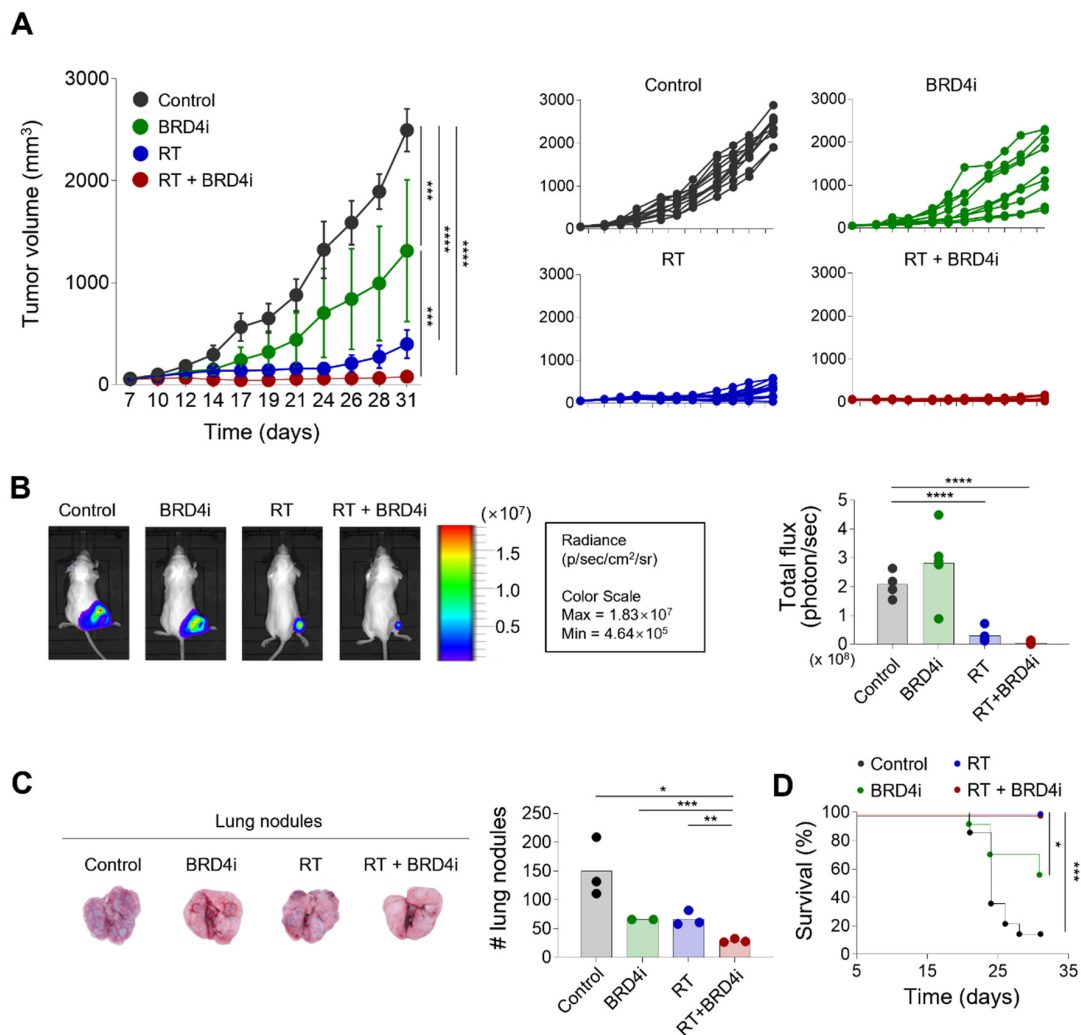 A
Tumor volume (mm³)
3000
2000
1000
0
Control
BRD4i
RT
RT + BRD4i
***
****
****
***
7 10 12 14 17 19 21 24 26 28 31
Time (days)
Control
3000
2000
1000
0
BRD4i
3000
2000
1000
0
RT
3000
2000
1000
0
RT + BRD4i
3000
2000
1000
0
B
Control BRD4i RT RT + BRD4i
(×10⁷)
1.5
1.0
0.5
Radiance
(p/sec/cm²/sr)
Color Scale
Max = 1.83×10⁷
Min = 4.64×10⁵
Total flux
(photon/sec)
5
4
3
2
1
0
(x 10⁸)
****
****
Control
BRD4i
RT
RT+BRD4i
C
Lung nodules
Control BRD4i RT RT + BRD4i
# lung nodules
250
200
150
100
50
0
*
***
**
Control
BRD4i
RT
RT+BRD4i
D
Control
RT
BRD4i
RT + BRD4i
Survival (%)
100
80
60
40
20
0
*
***
5 15 25 35
Time (days)